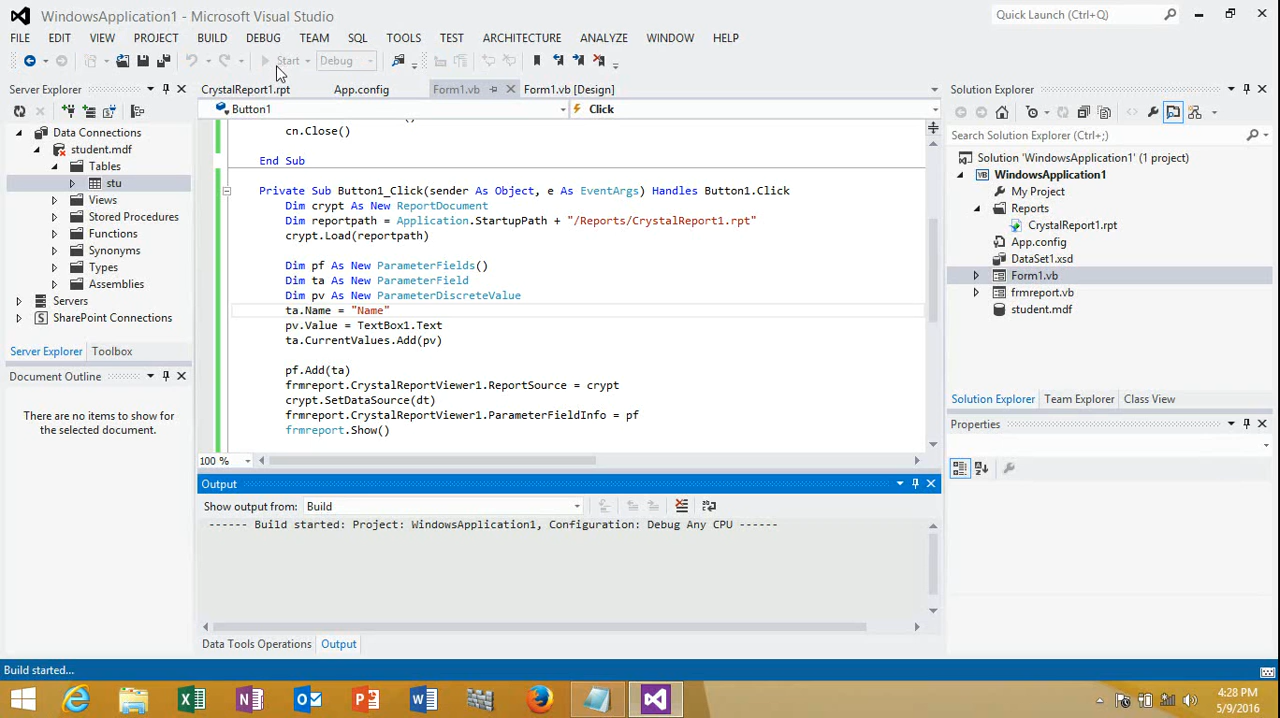 WindowsApplication1 - Microsoft Visual Studio
Quick Launch (Ctrl+Q)
FILE EDIT VIEW PROJECT BUILD DEBUG TEAM SQL TOOLS TEST ARCHITECTURE ANALYZE WINDOW HELP
Start Debug
Server Explorer
CrystalReport1.rpt App.config Form1.vb Form1.vb [Design]
Solution Explorer
Button1 Click
Data Connections
student.mdf
Tables
stu
Views
Stored Procedures
Functions
Synonyms
Types
Assemblies
Servers
SharePoint Connections
Server Explorer Toolbox
Document Outline
There are no items to show for
the selected document.
cn.Close()
End Sub
Private Sub Button1_Click(sender As Object, e As EventArgs) Handles Button1.Click
Dim crypt As New ReportDocument
Dim reportpath = Application.StartupPath + "/Reports/CrystalReport1.rpt"
crypt.Load(reportpath)
Dim pf As New ParameterFields()
Dim ta As New ParameterField
Dim pv As New ParameterDiscreteValue
ta.Name = "Name"
pv.Value = TextBox1.Text
ta.CurrentValues.Add(pv)
pf.Add(ta)
frmreport.CrystalReportViewer1.ReportSource = crypt
crypt.SetDataSource(dt)
frmreport.CrystalReportViewer1.ParameterFieldInfo = pf
frmreport.Show()
100 %
Output
Show output from: Build
------ Build started: Project: WindowsApplication1, Configuration: Debug Any CPU ------
Data Tools Operations Output
Search Solution Explorer (Ctrl+;)
Solution 'WindowsApplication1' (1 project)
WindowsApplication1
My Project
Reports
CrystalReport1.rpt
App.config
DataSet1.xsd
Form1.vb
frmreport.vb
student.mdf
Solution Explorer Team Explorer Class View
Properties
Build started...
4:28 PM
5/9/2016